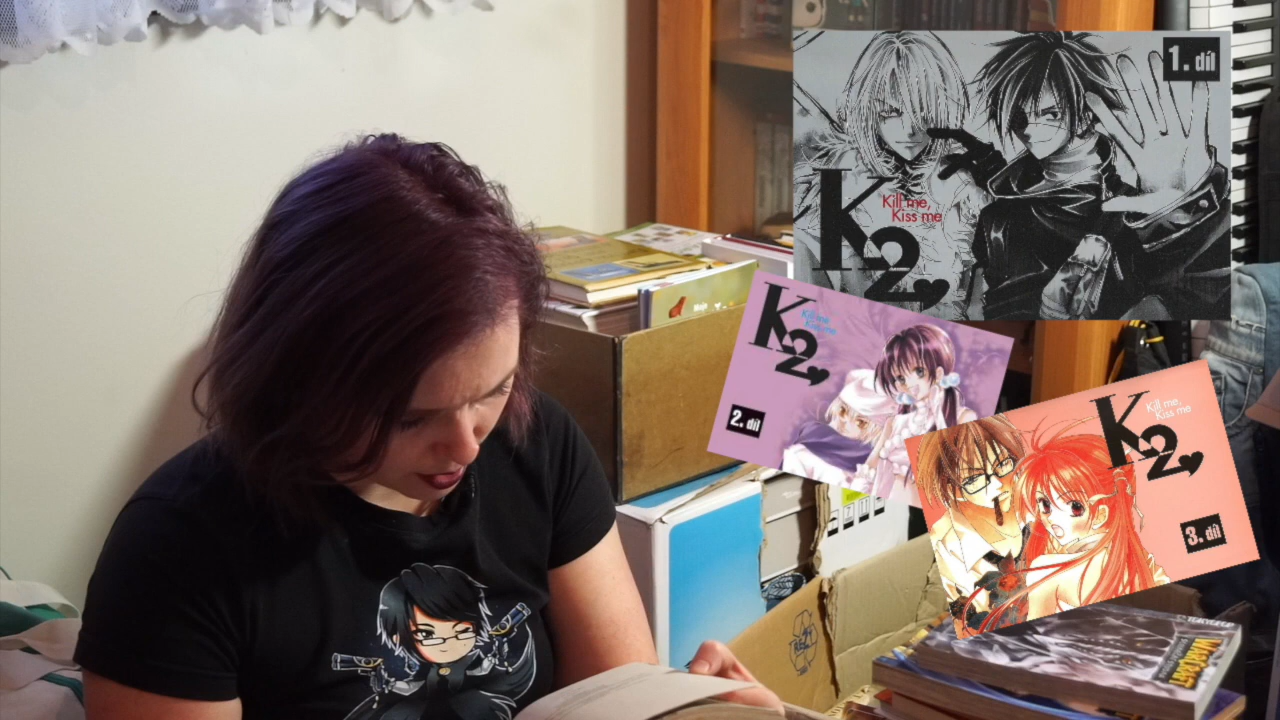 1. díl
K2
Kill me,
Kiss me
K2
Kill me,
Kiss me
2. díl
K2
Kill me,
Kiss me
3. díl
WARCRAFT